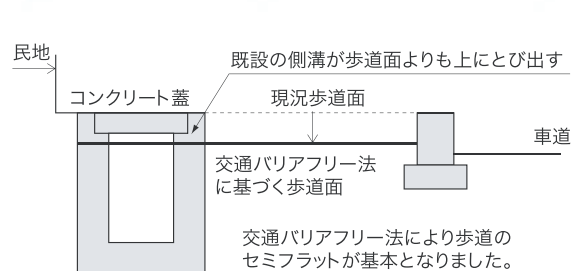 民地
既設の側溝が歩道面よりも上にとび出す
コンクリート蓋
現況歩道面
車道
交通バリアフリー法
に基づく歩道面
交通バリアフリー法により歩道の
セミフラットが基本となりました。